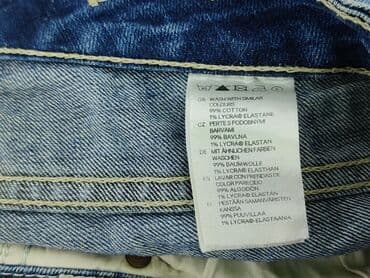 GB WASH WITH SIMILAR
COLOURS
99% COTTON
1% LYCRA® ELASTANE
CZ PERTE S PODOBNYMI
BARVAMI
99% BAVLNA
1% LYCRA® ELASTAN
DE MIT ÄHNLICHEN FARBEN
WASCHEN
99% BAUMWOLLE
1% LYCRA® ELASTHAN
LAVAR CON PRENDAS DE
COLOR PARECIDO
99% ALGODÓN
1% LYCRA® ELASTANO
FI PESTÄÄN SAMANVÄRISTEN
KANSSA
99% PUUVILLAA
1% LYCRA® ELASTAANIA